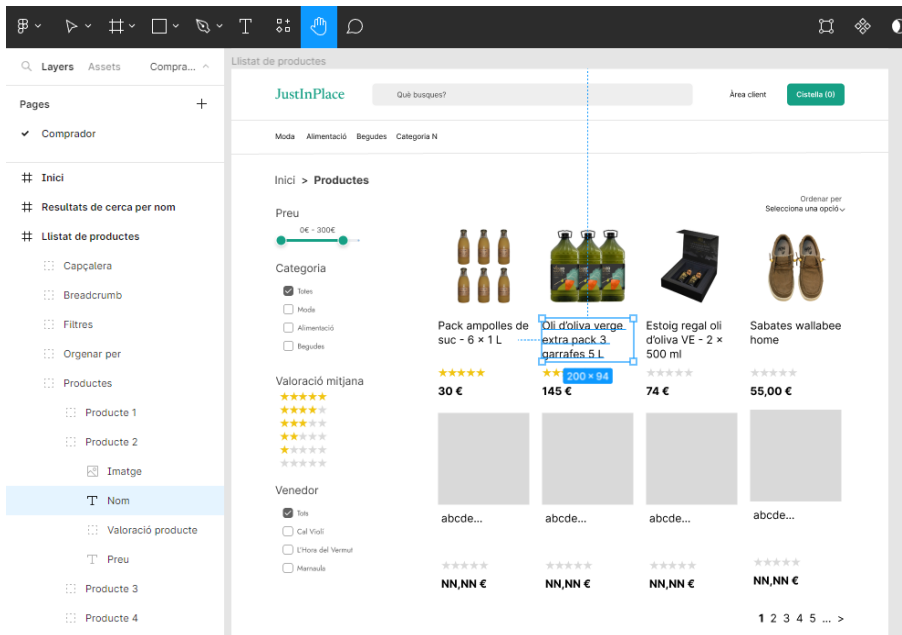 Layers
Assets
Compra...
Pages
Comprador
Inici
Resultats de cerca per nom
Llistat de productes
Capçalera
Breadcrumb
Filtres
Orgenar per
Productes
Producte 1
Producte 2
Imatge
Nom
Valoració producte
Preu
Producte 3
Producte 4
Llistat de productes
JustInPlace
Què busques?
Àrea client
Cistella (0)
Moda Alimentació Begudes Categoria N
Inici > Productes
Ordenar per
Selecciona una opció
Preu
0€ - 300€
Categoria
Totes
Moda
Alimentació
Begudes
Valoració mitjana
Venedor
Tots
Cal Violí
L'Hora del Vermut
Marnaula
Pack ampolles de
suc - 6 × 1 L
30 €
Oli d'oliva verge
extra pack 3
garrafes 5 L
200 × 94
145 €
Estoig regal oli
d'oliva VE - 2 ×
500 ml
74 €
Sabates wallabee
home
55,00 €
abcde...
NN,NN €
abcde...
NN,NN €
abcde...
NN,NN €
abcde...
NN,NN €
1 2 3 4 5 ... >